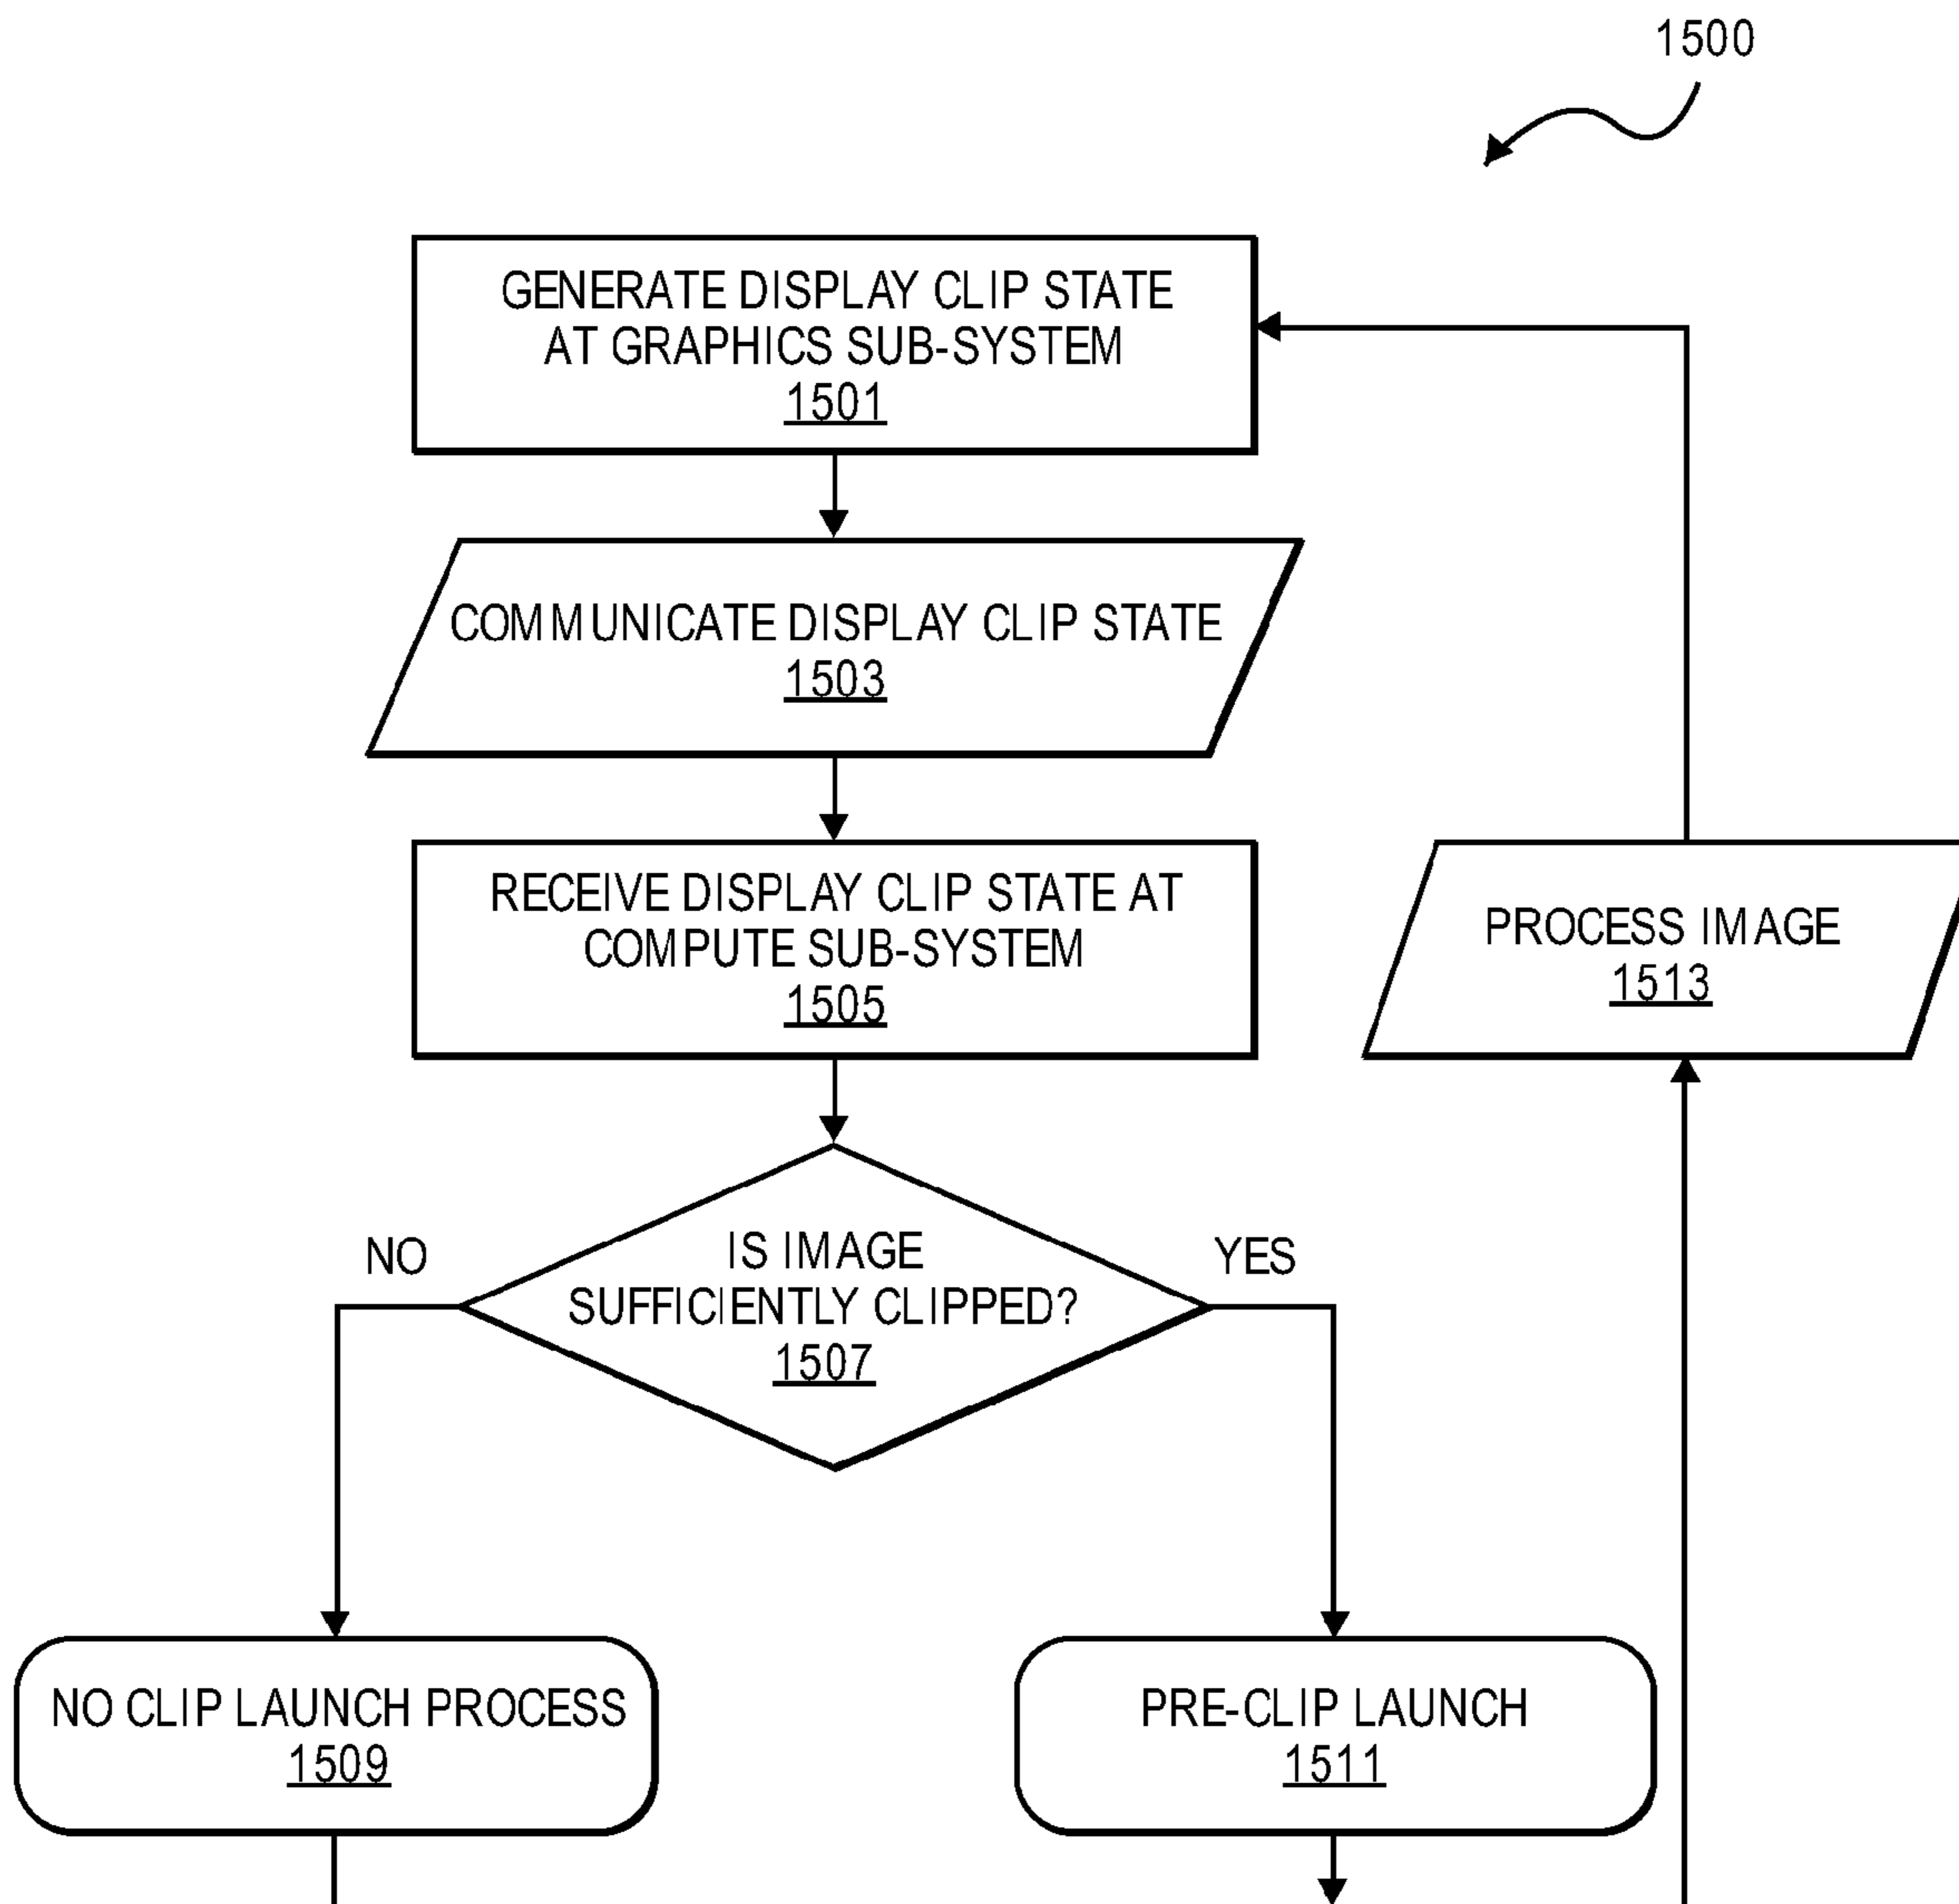 1500
GENERATE DISPLAY CLIP STATE
AT GRAPHICS SUB-SYSTEM
1501
COMMUNICATE DISPLAY CLIP STATE
1503
RECEIVE DISPLAY CLIP STATE AT
COMPUTE SUB-SYSTEM
1505
PROCESS IMAGE
1513
NO
IS IMAGE
SUFFICIENTLY CLIPPED?
1507
YES
NO CLIP LAUNCH PROCESS
1509
PRE-CLIP LAUNCH
1511